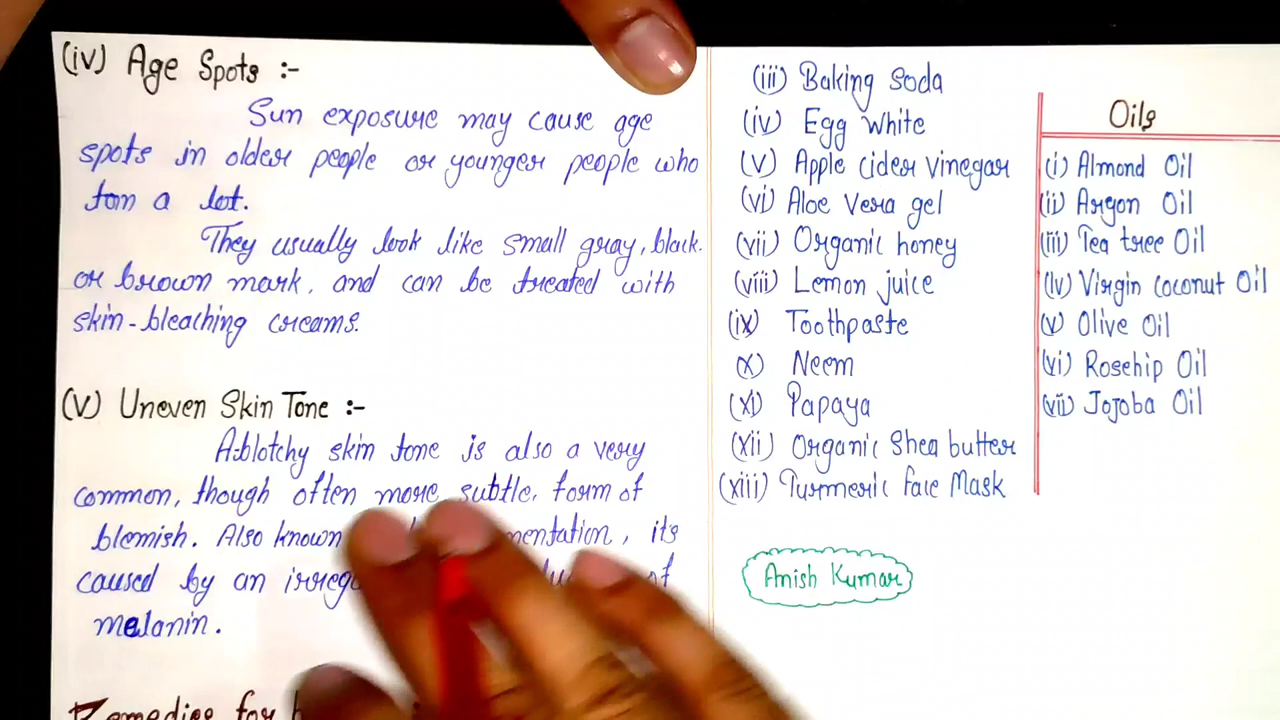 (iv) Age Spots :-
Sun exposure may cause age
spots in older people or younger people who
tan a lot.
They usually look like small gray, black.
or brown mark, and can be treated with
skin-bleaching creams.
(v) Uneven Skin Tone :-
A blotchy skin tone is also a very
common, though often more subtle, form of
blemish. Also known mentation, it's
caused by an of
melanin.
Remedies for
(iii) Baking Soda
(iv) Egg White
(v) Apple cider vinegar
(vi) Aloe Vera gel
(vii) Organic honey
(viii) Lemon juice
(ix) Toothpaste
(x) Neem
(xi) Papaya
(xii) Organic Shea butter
(xiii) Turmeric face Mask
Anish Kumar
Oils
(i) Almond Oil
(ii) Argon Oil
(iii) Tea tree Oil
(iv) Virgin coconut Oil
(v) Olive Oil
(vi) Rosehip Oil
(vii) Jojoba Oil